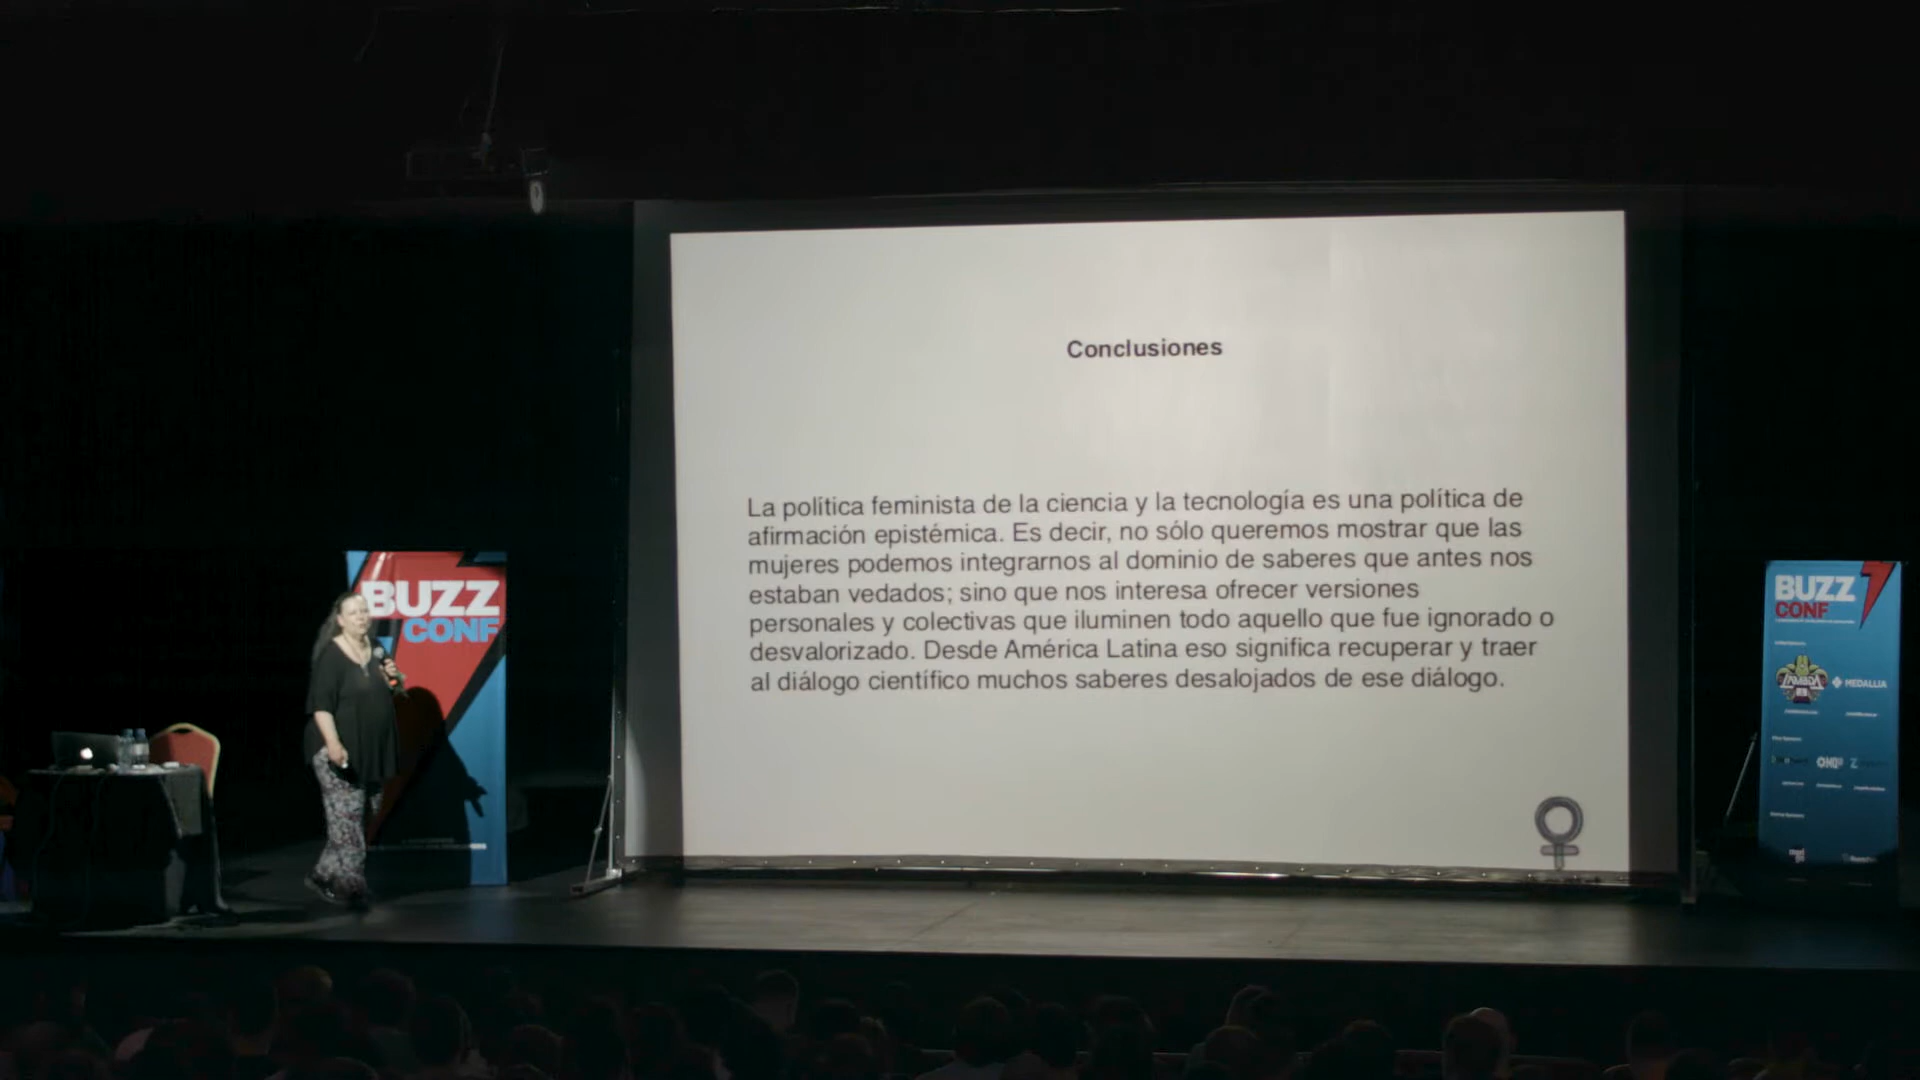 Conclusiones
La política feminista de la ciencia y la tecnología es una política de
afirmación epistémica. Es decir, no sólo queremos mostrar que las
mujeres podemos integrarnos al dominio de saberes que antes nos
estaban vedados; sino que nos interesa ofrecer versiones
personales y colectivas que iluminen todo aquello que fue ignorado o
desvalorizado. Desde América Latina eso significa recuperar y traer
al diálogo científico muchos saberes desalojados de ese diálogo.
BUZZ
CONF
BUZZ
CONF
LAMBDA
MEDALLIA